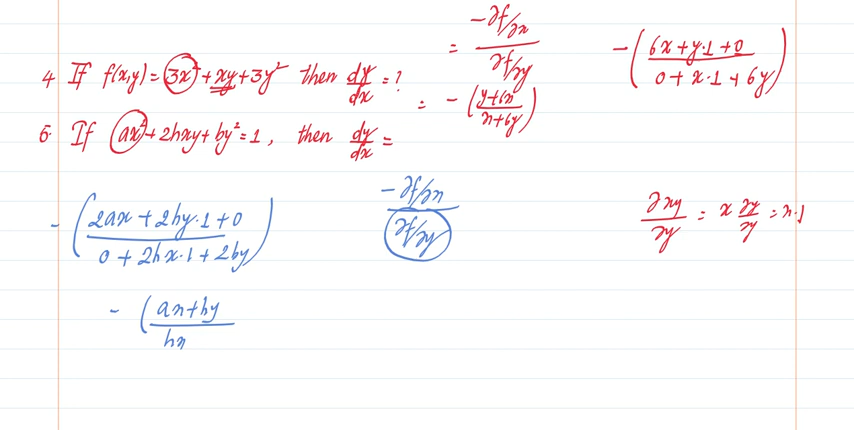 4 If f(x,y) = 3x² + xy + 3y² then dy/dx = ?
= (-∂f/∂x)/(∂f/∂y)
= -((y+6x)/(x+6y))
-((6x+y·1+0)/(0+x·1+6y))
5. If ax² + 2hxy + by² = 1, then dy/dx =
-((2ax+2hy·1+0)/(0+2hx·1+2by))
(-∂f/∂x)/(∂f/∂y)
∂xy/∂y = x ∂y/∂y = x·1
-((ax+hy)/(hx